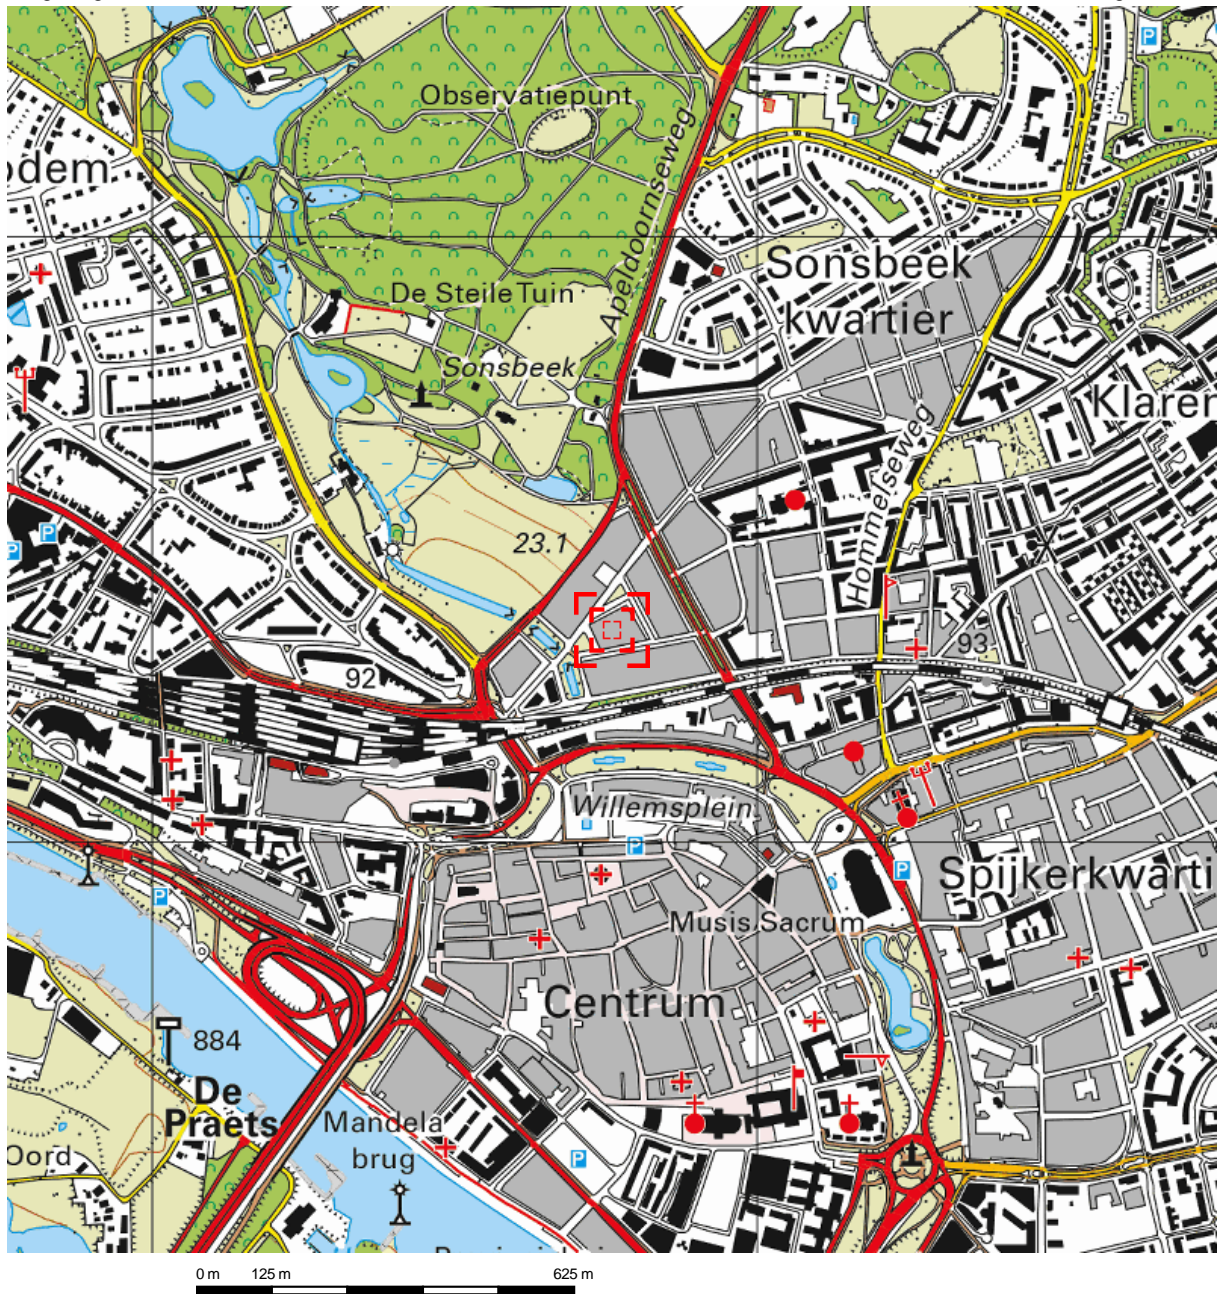 P
Observatiepunt
Apeldoornseweg
odem
Sonsbeek
kwartier
De Steile Tuin
Sonsbeek
Klarer
Hommelseweg
P
P
23.1
93
92
Willemsplein
P
P
Spijkerkwarti
P
Musis Sacrum
Centrum
884
De
Praets
Mandela
brug
Oord
P
0 m
125 m
625 m